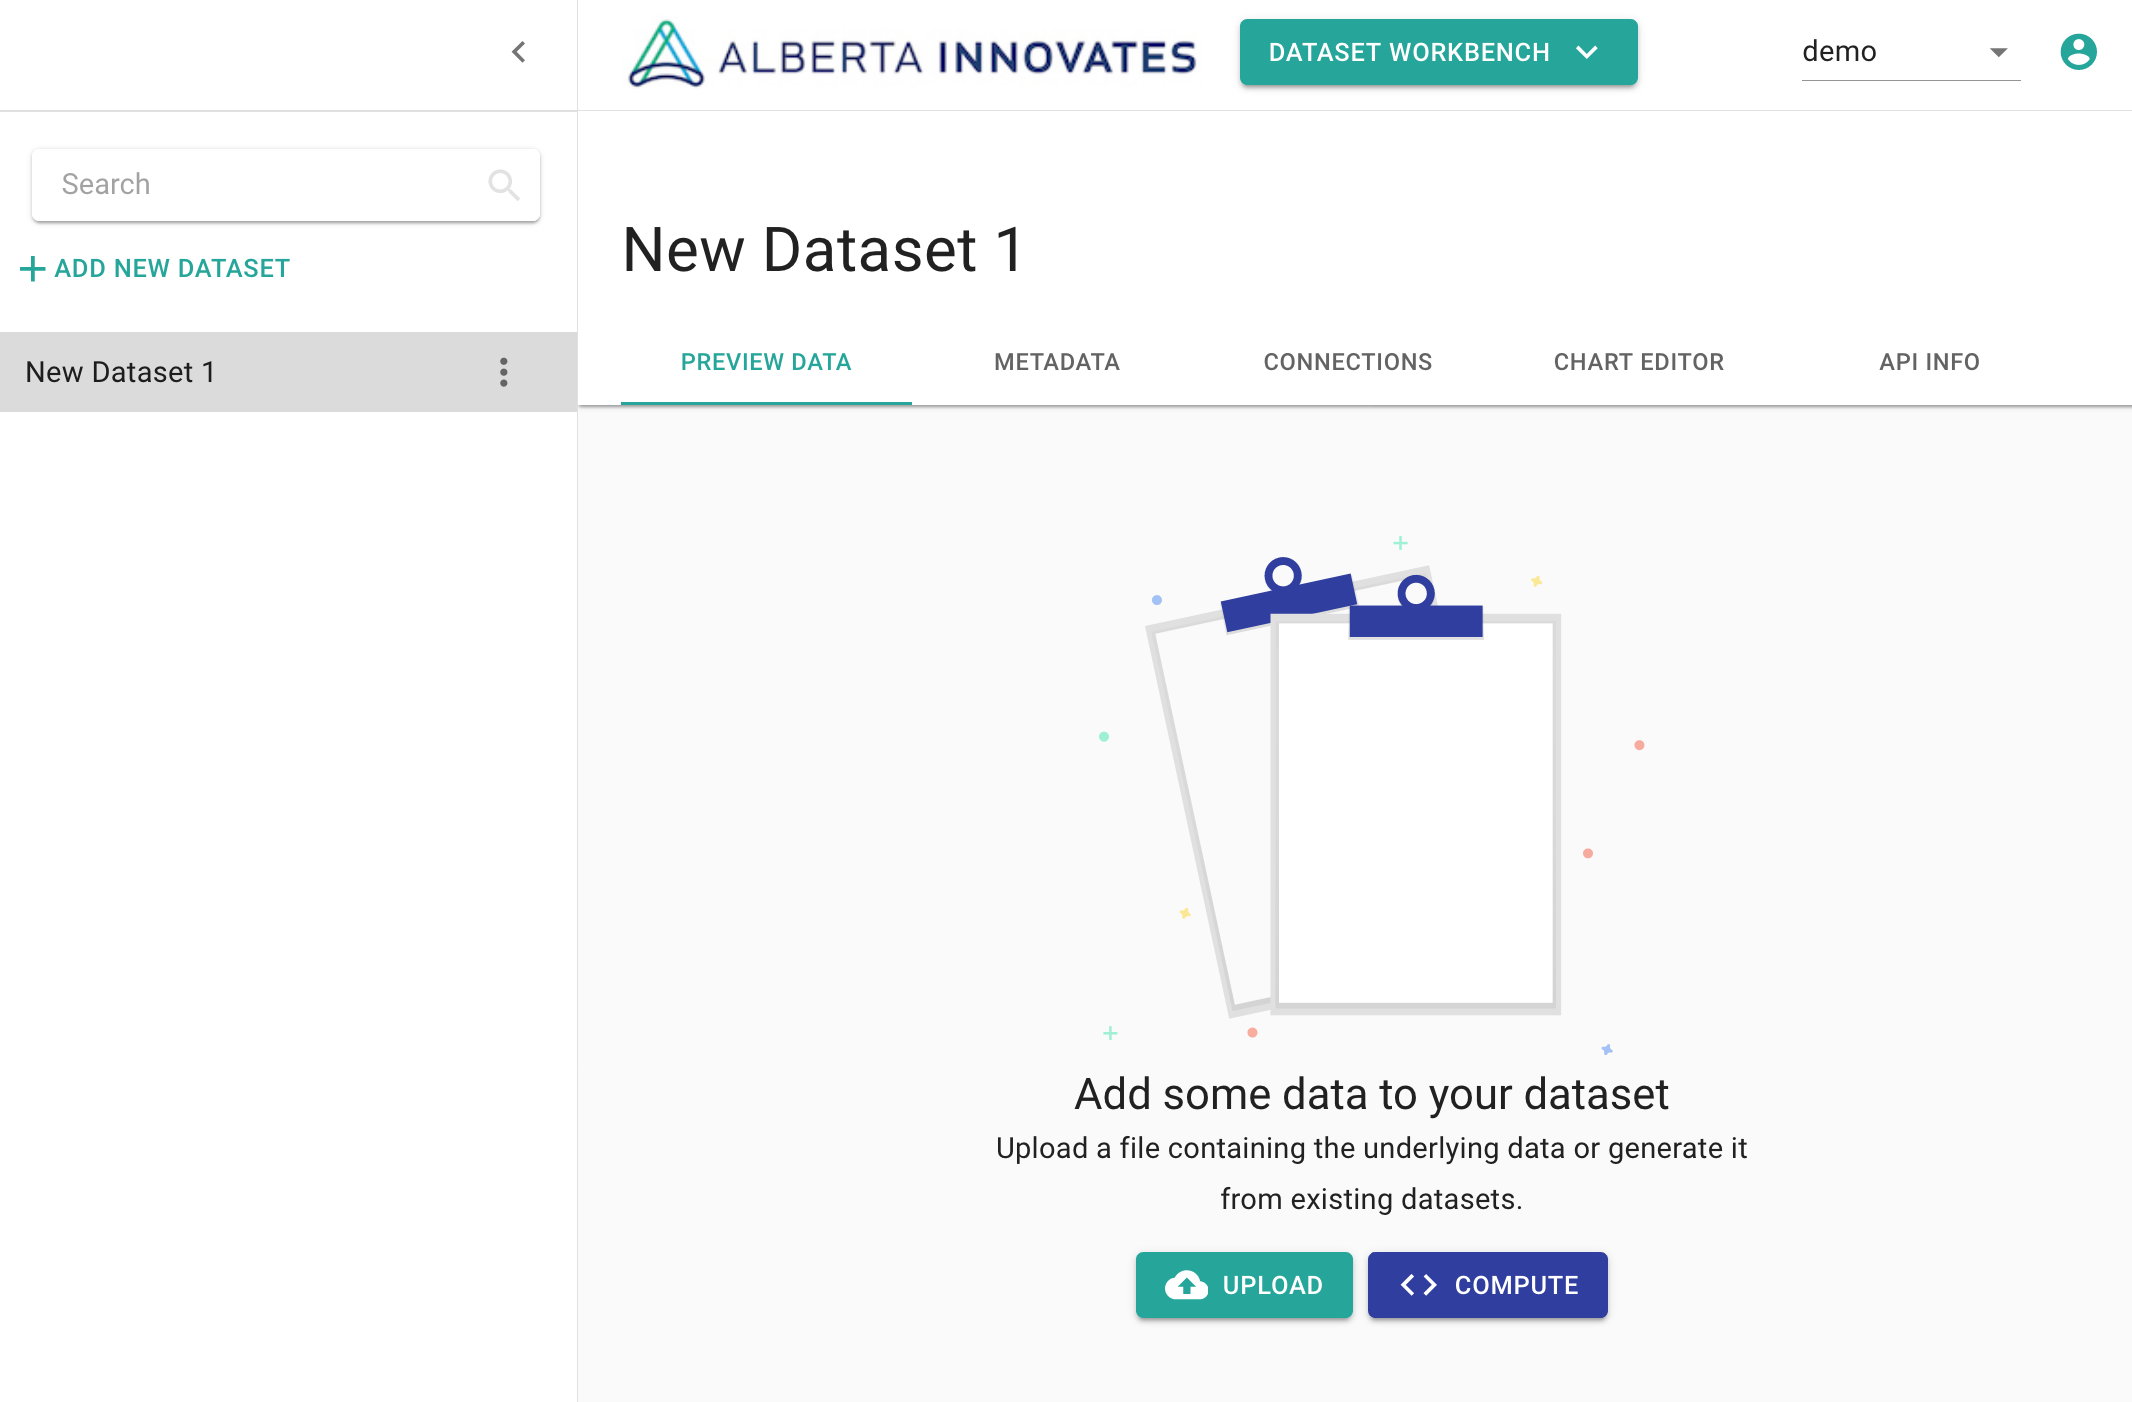 ALBERTA INNOVATES
DATASET WORKBENCH
demo
Search
ADD NEW DATASET
New Dataset 1
New Dataset 1
PREVIEW DATA
METADATA
CONNECTIONS
CHART EDITOR
API INFO
Add some data to your dataset
Upload a file containing the underlying data or generate it
from existing datasets.
UPLOAD
COMPUTE